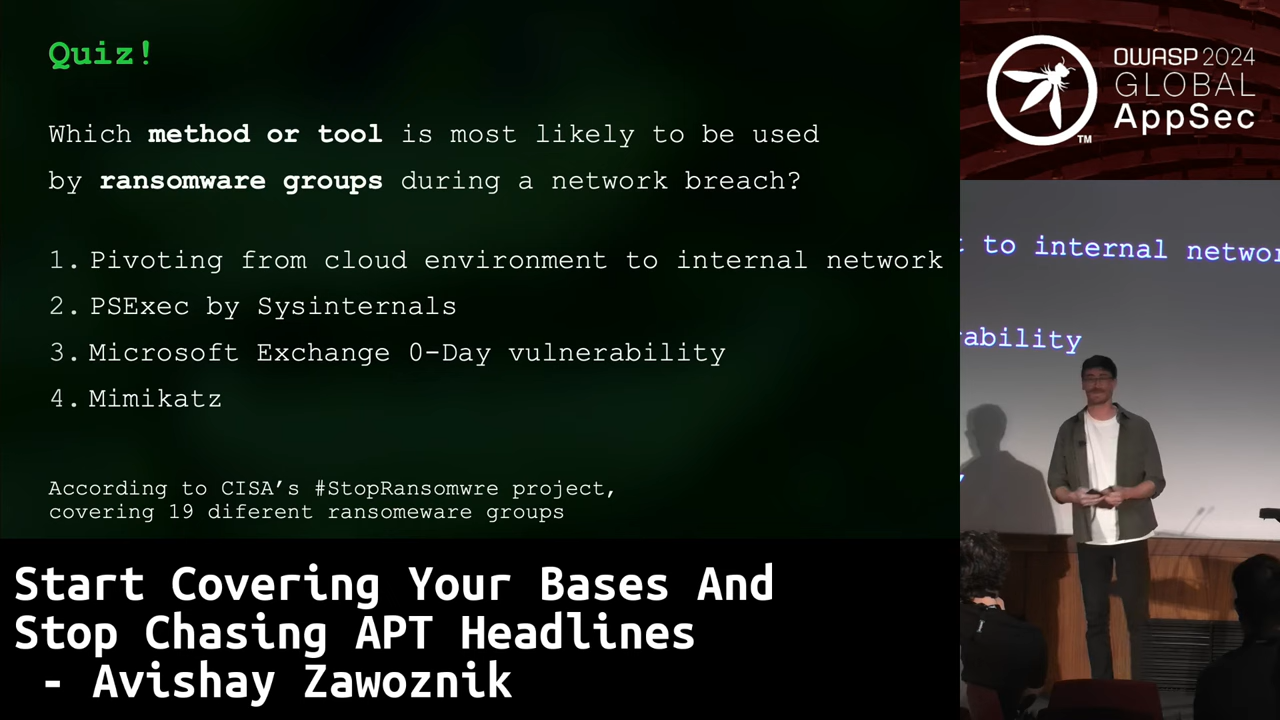 Quiz!
Which method or tool is most likely to be used
by ransomware groups during a network breach?
1. Pivoting from cloud environment to internal network
2. PSExec by Sysinternals
3. Microsoft Exchange 0-Day vulnerability
4. Mimikatz
According to CISA’s #StopRansomwre project,
covering 19 diferent ransomeware groups
Start Covering Your Bases And
Stop Chasing APT Headlines
- Avishay Zawoznik
OWASP 2024
GLOBAL
AppSec
TM
t to internal networ
rability